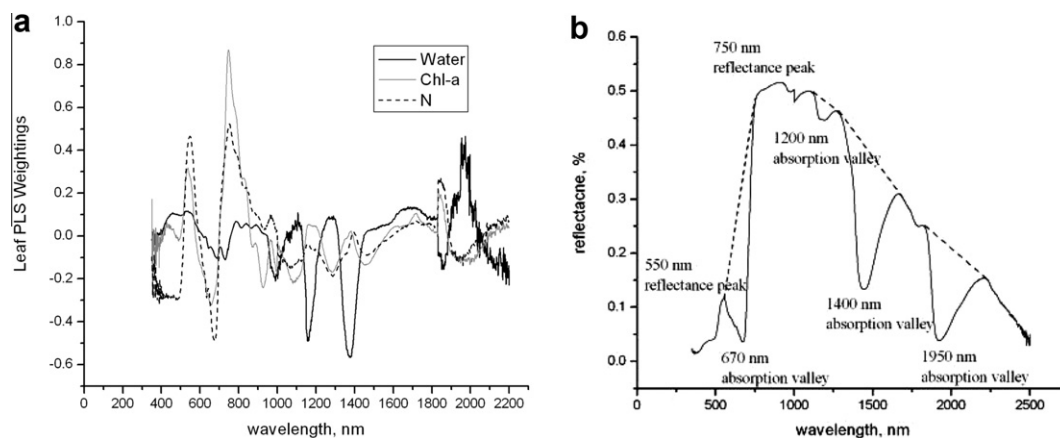 a
1.0
0.8
0.6
0.4
0.2
0.0
-0.2
-0.4
-0.6
Leaf PLS Weightings
Water
Chl-a
N
0 200 400 600 800 1000 1200 1400 1600 1800 2000 2200
wavelength, nm
b
0.6
0.5
0.4
0.3
0.2
0.1
0.0
reflectacne, %
750 nm
reflectance peak
1200 nm
absorption valley
550 nm
reflectance peak
1400 nm
absorption valley
670 nm
absorption valley
1950 nm
absorption valley
0 500 1000 1500 2000 2500
wavelength, nm